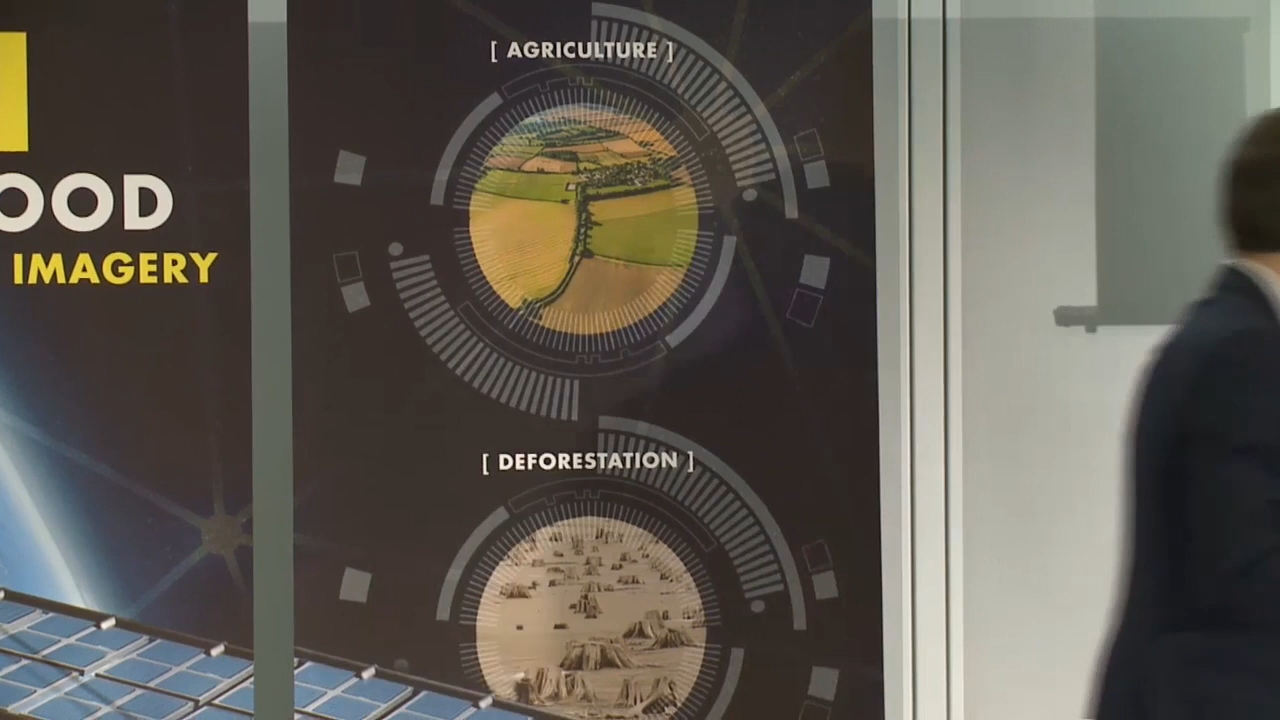 OOD
IMAGERY
[ AGRICULTURE ]
[ DEFORESTATION ]